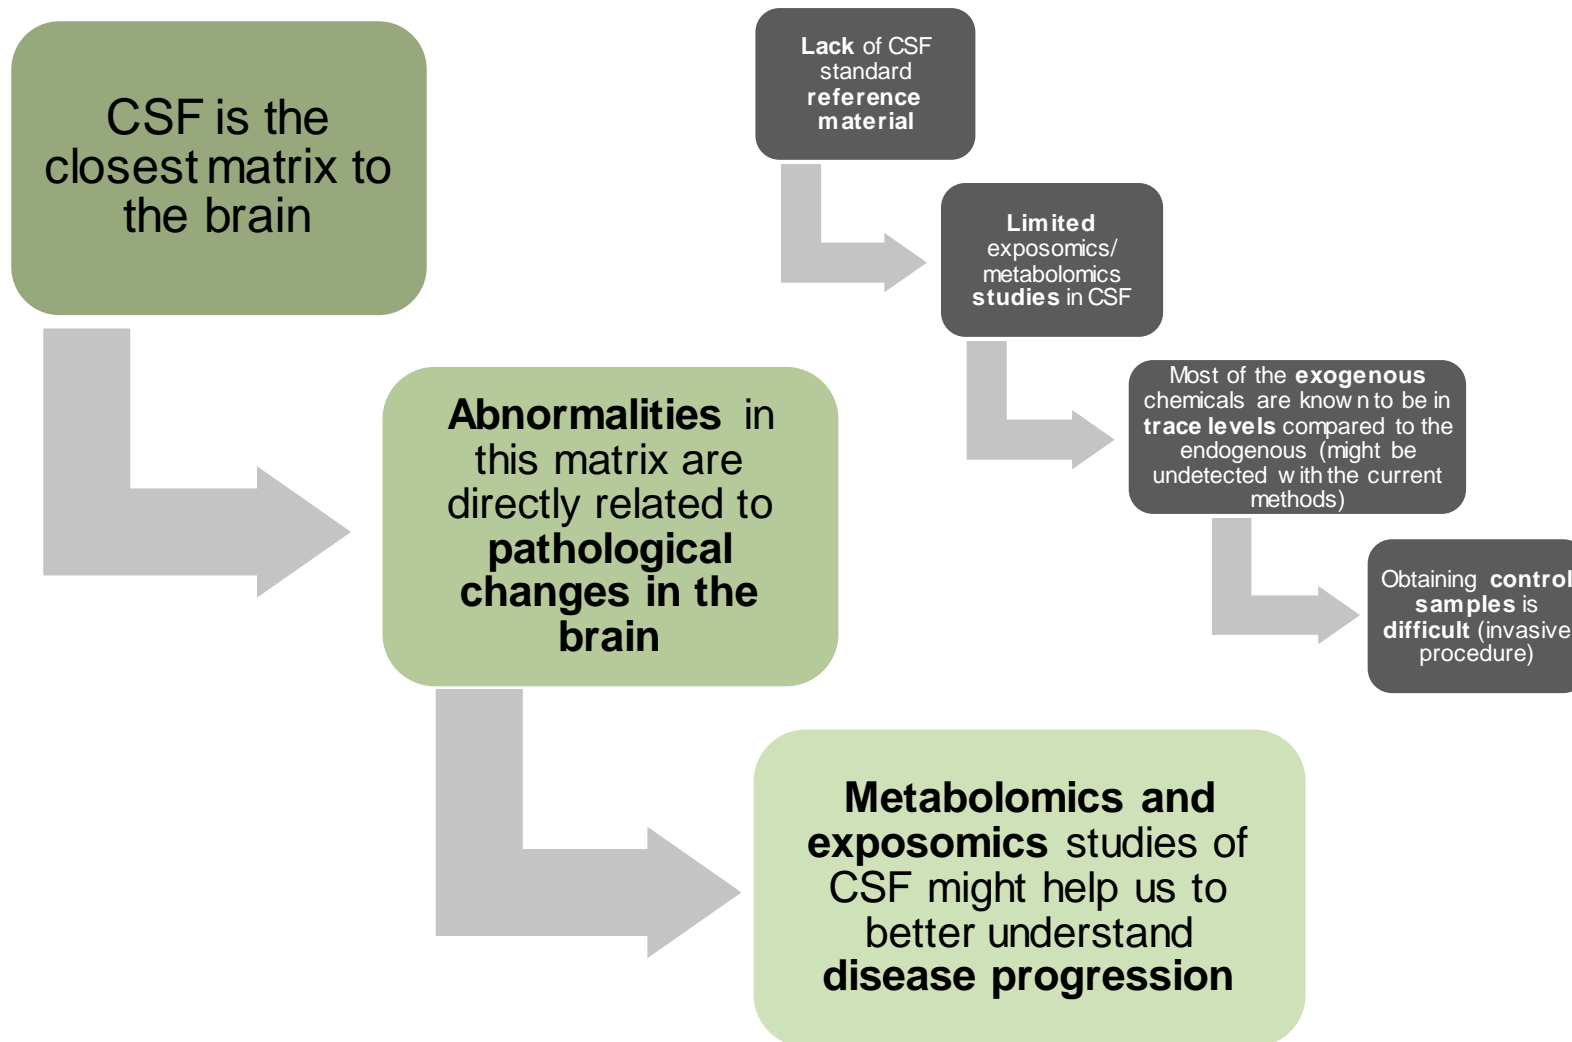 CSF is the
closest matrix to
the brain
Abnormalities in
this matrix are
directly related to
pathological
changes in the
brain
Metabolomics and
exposomics studies of
CSF might help us to
better understand
disease progression
Lack of CSF
standard
reference
material
Limited
exposomics/
metabolomics
studies in CSF
Most of the exogenous
chemicals are known to be in
trace levels compared to the
endogenous (might be
undetected with the current
methods)
Obtaining control
samples is
difficult (invasive
procedure)